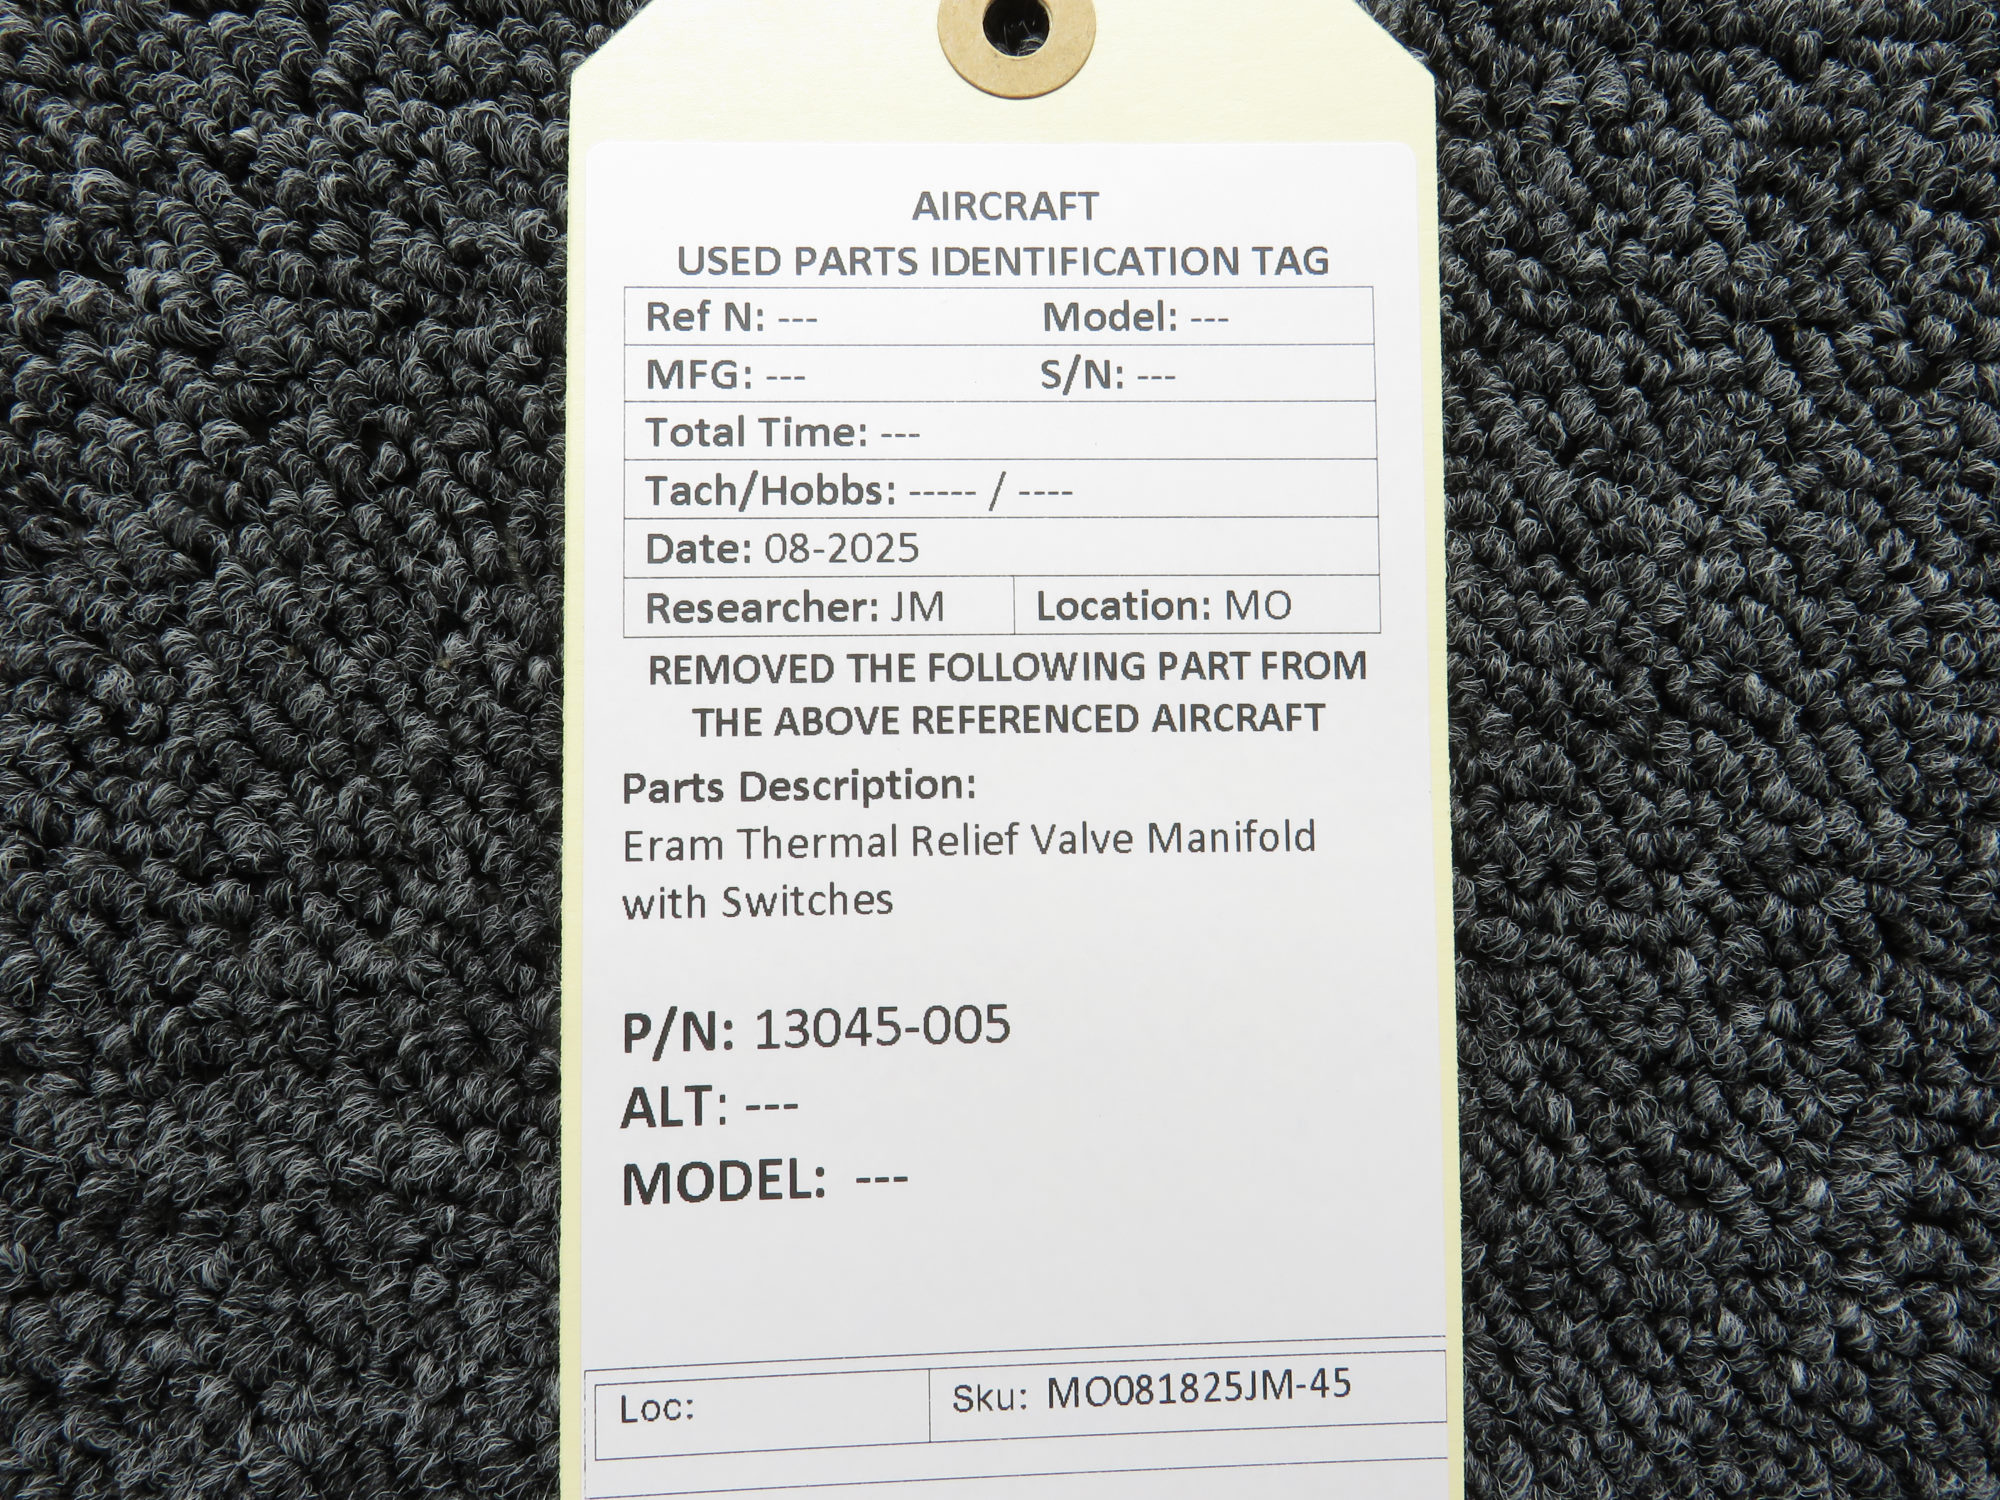 AIRCRAFT
USED PARTS IDENTIFICATION TAG
Ref N: --- Model: ---
MFG: --- S/N: ---
Total Time: ---
Tach/Hobbs: ----- / ----
Date: 08-2025
Researcher: JM Location: MO
REMOVED THE FOLLOWING PART FROM
THE ABOVE REFERENCED AIRCRAFT
Parts Description:
Eram Thermal Relief Valve Manifold
with Switches
P/N: 13045-005
ALT: ---
MODEL: ---
Loc: Sku: MO081825JM-45